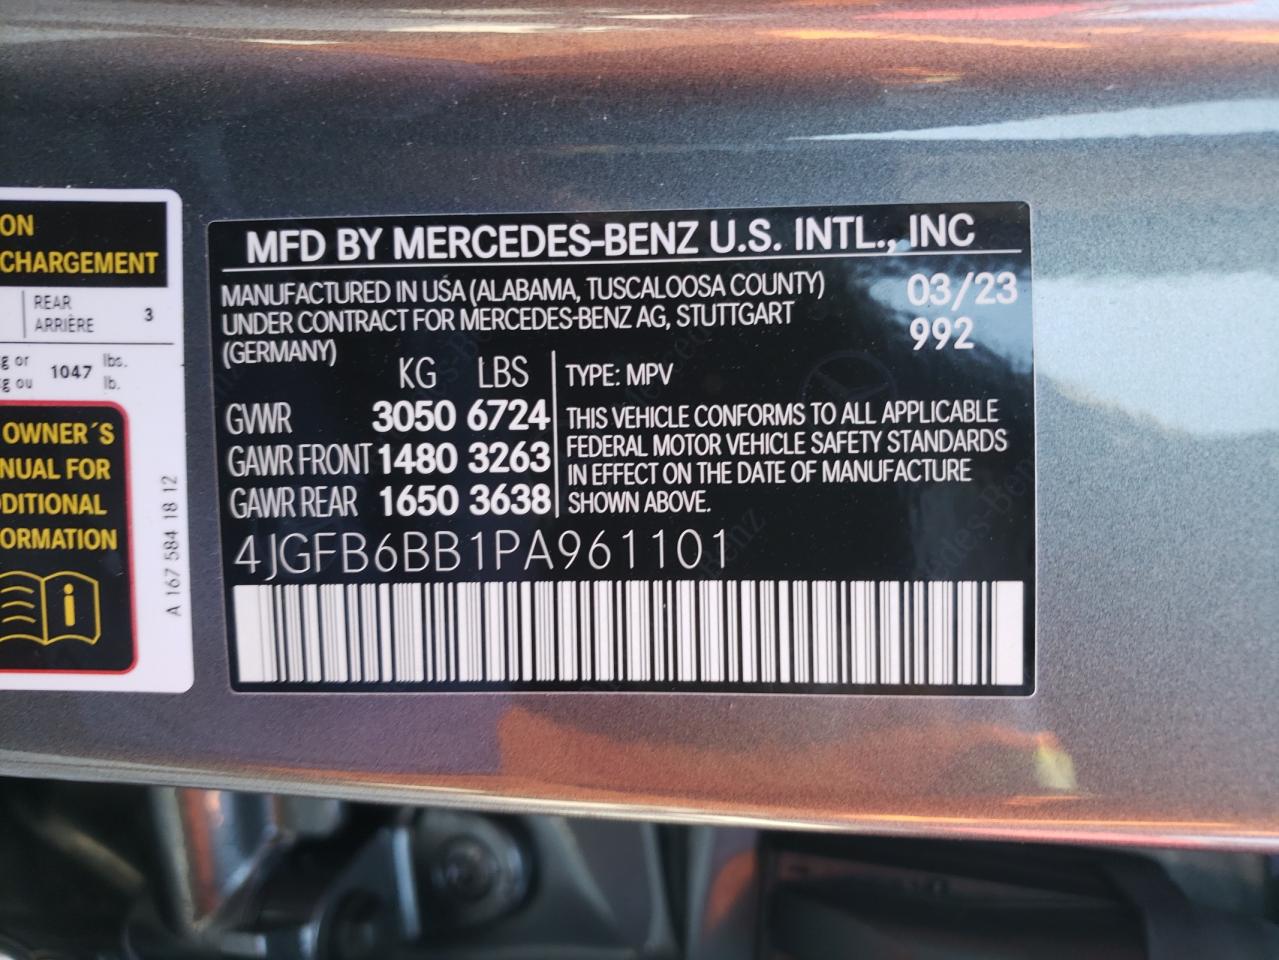 ON
CHARGEMENT
REAR
ARRIÈRE 3
g or
g ou 1047 lbs.
lb.
OWNER´S
NUAL FOR
DITIONAL
ORMATION
i
A 167 584 18 12
MFD BY MERCEDES-BENZ U.S. INTL., INC
MANUFACTURED IN USA (ALABAMA, TUSCALOOSA COUNTY) 03/23
UNDER CONTRACT FOR MERCEDES-BENZ AG, STUTTGART 992
(GERMANY)
KG LBS
GVWR 3050 6724
GAWR FRONT 1480 3263
GAWR REAR 1650 3638
TYPE: MPV
THIS VEHICLE CONFORMS TO ALL APPLICABLE
FEDERAL MOTOR VEHICLE SAFETY STANDARDS
IN EFFECT ON THE DATE OF MANUFACTURE
SHOWN ABOVE.
4JGFB6BB1PA961101